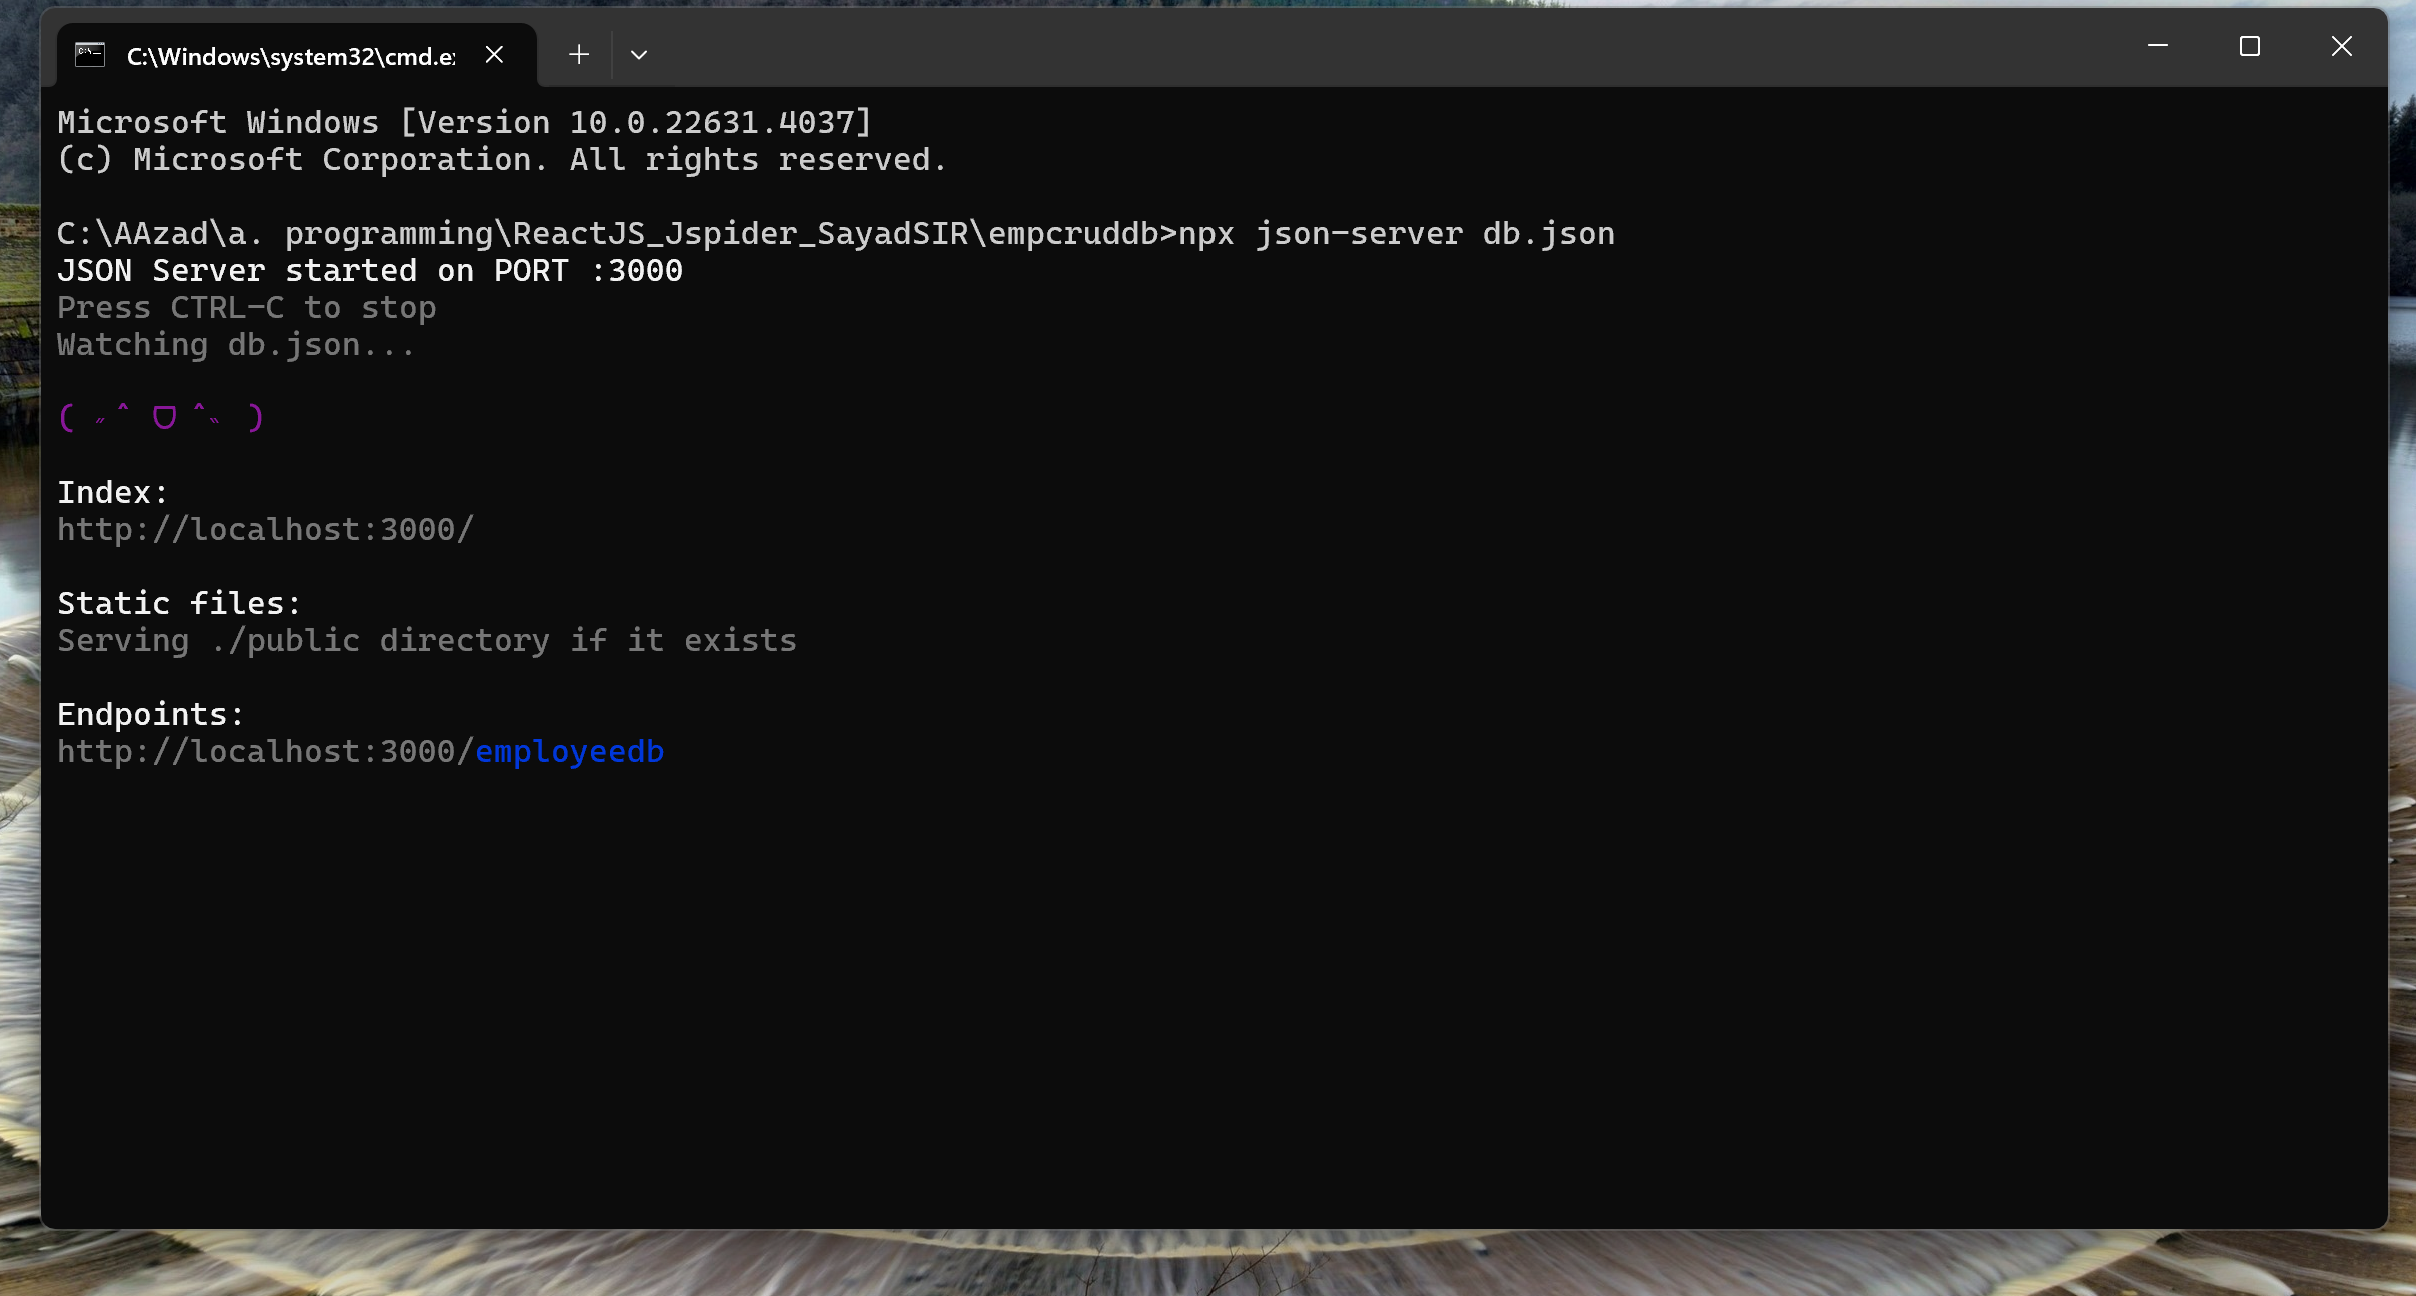 C:\Windows\system32\cmd.e
Microsoft Windows [Version 10.0.22631.4037]
(c) Microsoft Corporation. All rights reserved.
C:\AAzad\a. programming\ReactJS_Jspider_SayadSIR\empcruddb>npx json-server db.json
JSON Server started on PORT :3000
Press CTRL-C to stop
Watching db.json...
( ˶ˆ ᗜ ˆ˵ )
Index:
http://localhost:3000/
Static files:
Serving ./public directory if it exists
Endpoints:
http://localhost:3000/employeedb